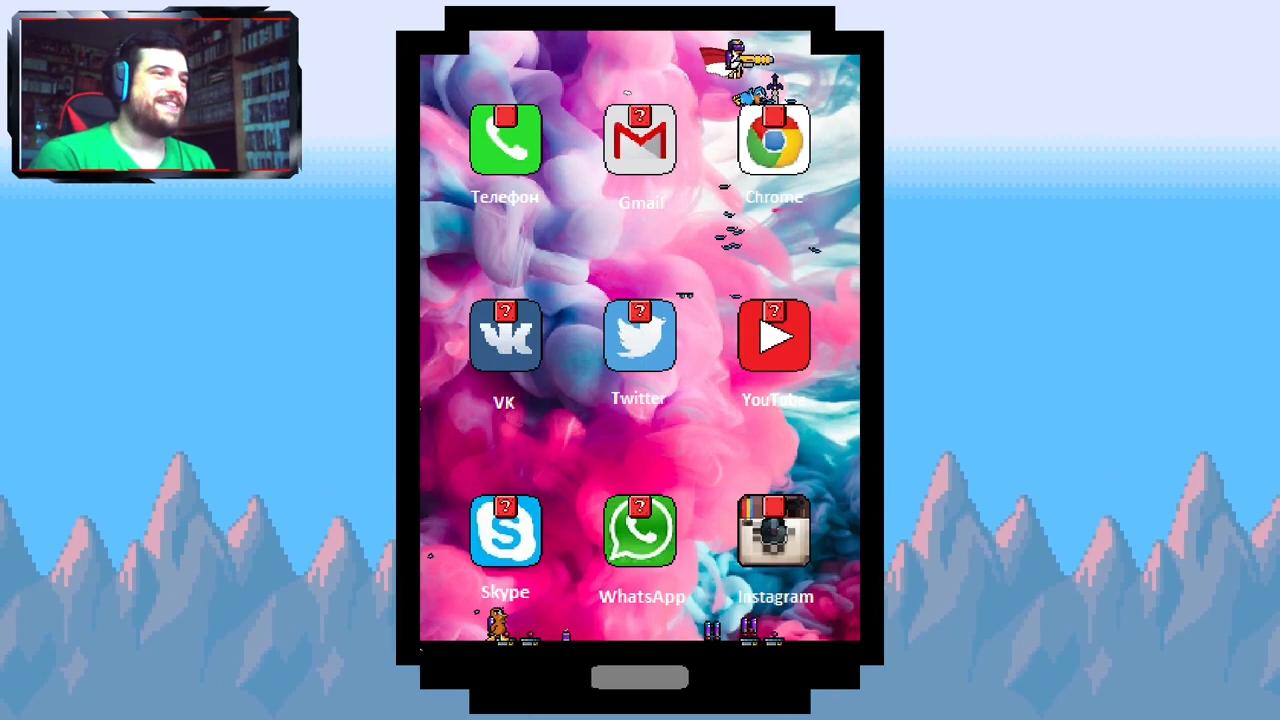 ?
Телефон
Gmail
Chrome
? ? ?
VK
Twitter
YouTube
? ?
Skype
WhatsApp
Instagram